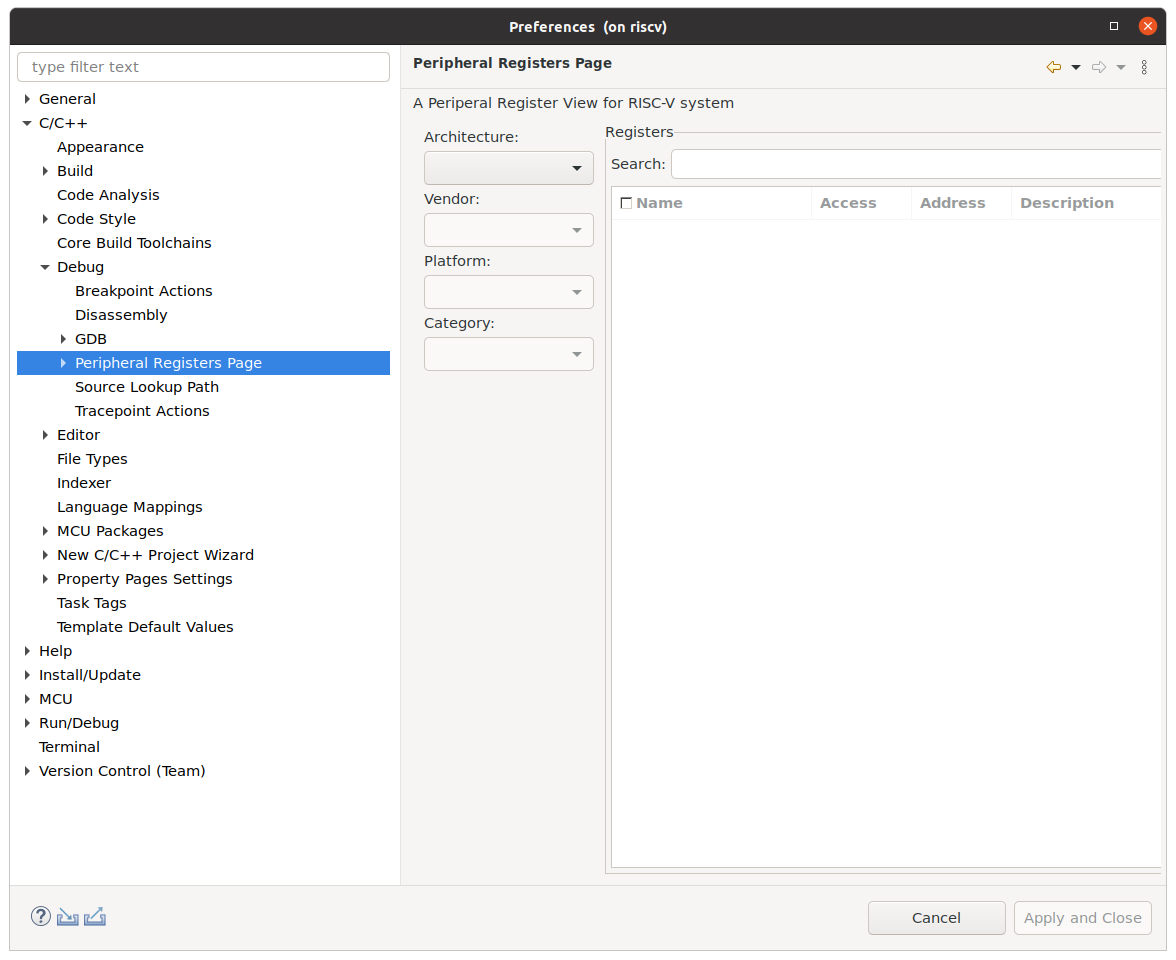 Preferences (on riscv)
type filter text
General
C/C++
Appearance
Build
Code Analysis
Code Style
Core Build Toolchains
Debug
Breakpoint Actions
Disassembly
GDB
Peripheral Registers Page
Source Lookup Path
Tracepoint Actions
Editor
File Types
Indexer
Language Mappings
MCU Packages
New C/C++ Project Wizard
Property Pages Settings
Task Tags
Template Default Values
Help
Install/Update
MCU
Run/Debug
Terminal
Version Control (Team)
Peripheral Registers Page
A Periperal Register View for RISC-V system
Architecture:
Vendor:
Platform:
Category:
Registers
Search:
Name Access Address Description
?
Cancel Apply and Close